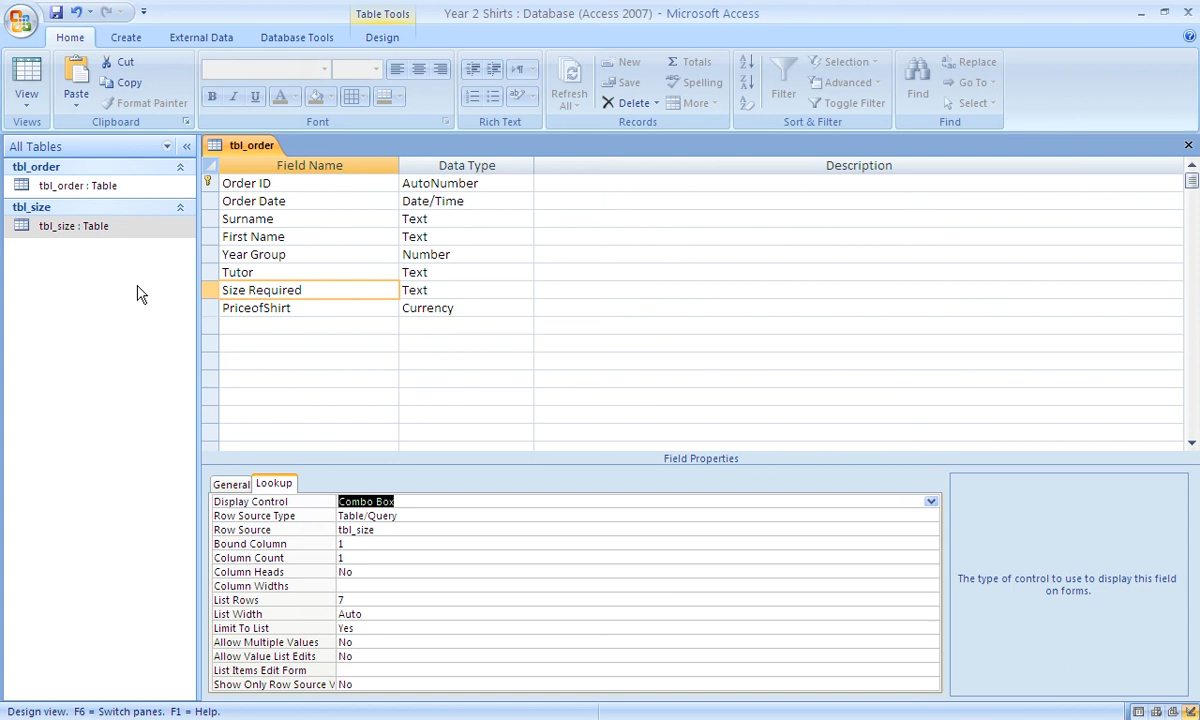 Table Tools
Year 2 Shirts : Database (Access 2007) - Microsoft Access
Home
Create
External Data
Database Tools
Design
View
Views
Paste
Cut
Copy
Format Painter
Clipboard
B I U A
Font
Rich Text
Refresh
All
New
Save
Delete
Totals
Spelling
More
Records
Filter
Selection
Advanced
Toggle Filter
Sort & Filter
Find
Replace
Go To
Select
Find
All Tables
tbl_order
tbl_order : Table
tbl_size
tbl_size : Table
tbl_order
Field Name Data Type Description
Order ID AutoNumber
Order Date Date/Time
Surname Text
First Name Text
Year Group Number
Tutor Text
Size Required Text
PriceofShirt Currency
Field Properties
General Lookup
Display Control Combo Box
Row Source Type Table/Query
Row Source tbl_size
Bound Column 1
Column Count 1
Column Heads No
Column Widths
List Rows 7
List Width Auto
Limit To List Yes
Allow Multiple Values No
Allow Value List Edits No
List Items Edit Form
Show Only Row Source V No
The type of control to use to display this field
on forms.
Design view. F6 = Switch panes. F1 = Help.